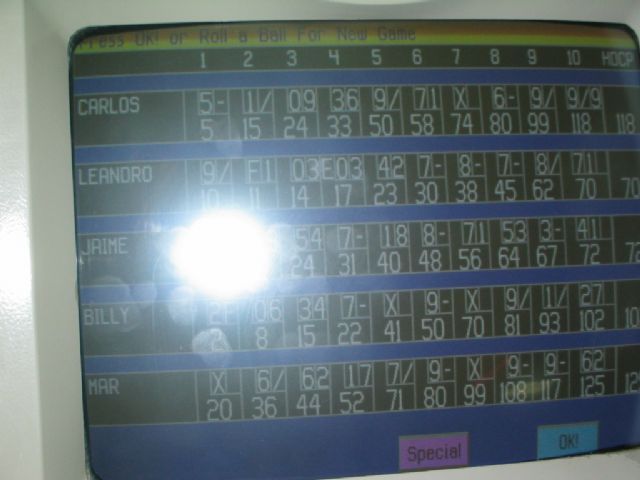 Press OK! or Roll a Ball For New Game
1 2 3 4 5 6 7 8 9 10 HDCP
CARLOS 5- 1/ 09 36 9/ 71 X 6- 9/ 9/9
5 15 24 33 50 58 74 80 99 118 118
LEANDRO 9/ F1 03 03 42 7- 8- 7- 8/ 71
10 11 14 17 23 30 38 45 62 70 70
JAIME 54 7- 18 8- 71 53 3- 41
24 31 40 48 56 64 67 72 72
BILLY 2F 06 34 7- X 9- X 9/ 1/ 27
2 8 15 22 41 50 70 81 93 102
MAR X 6/ 62 17 7/ 9- X 9- 9- 62
20 36 44 52 71 80 99 108 117 125
Special OK!